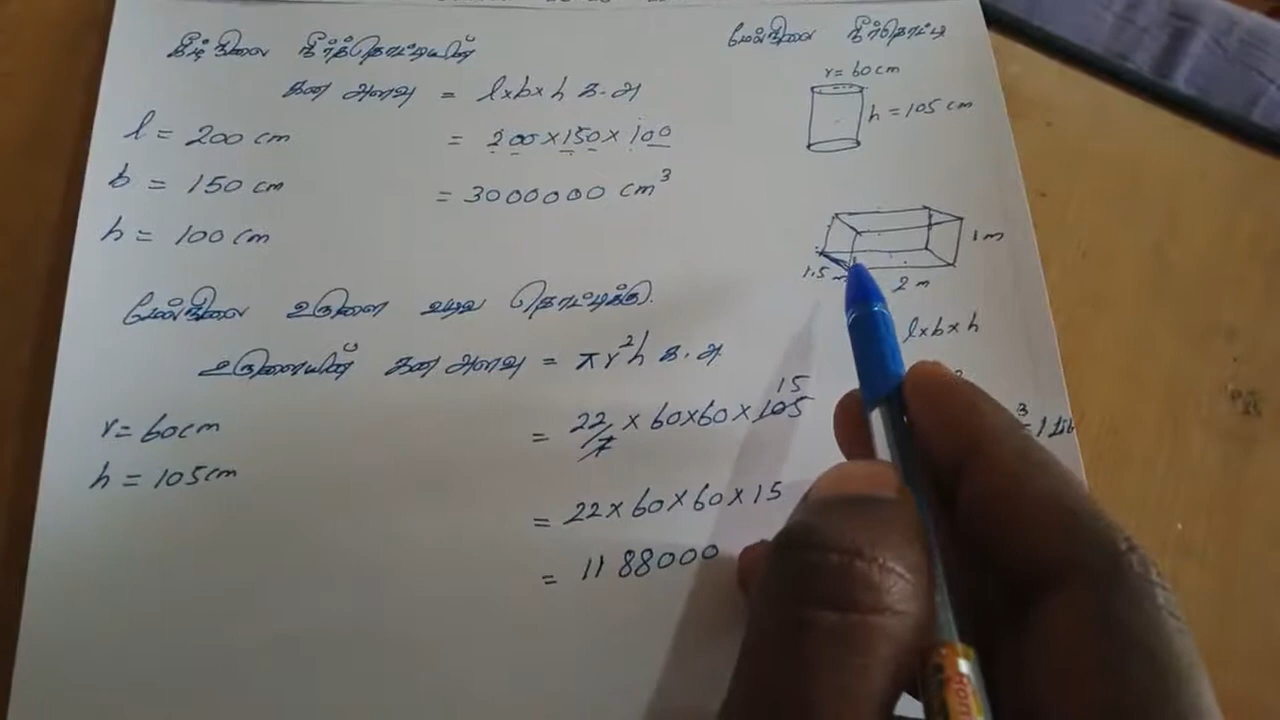 கீழ்நிலை நீர்த்தொட்டியின்
கன அளவு = l×b×h க.அ
l = 200 cm
= 200×150×100
b = 150 cm
= 3000000 cm³
h = 100 cm
மேல்நிலை நீர்தொட்டி
r = 60 cm
h = 105 cm
1 m
1.5 m
2 m
l×b×h
மேல்நிலை உருளை வடிவ தொட்டிக்கு.
உருளையின் கன அளவு = πr²h க.அ
r = 60cm
= 22/7 × 60×60×105
15
h = 105cm
= 22×60×60×15
= 1188000